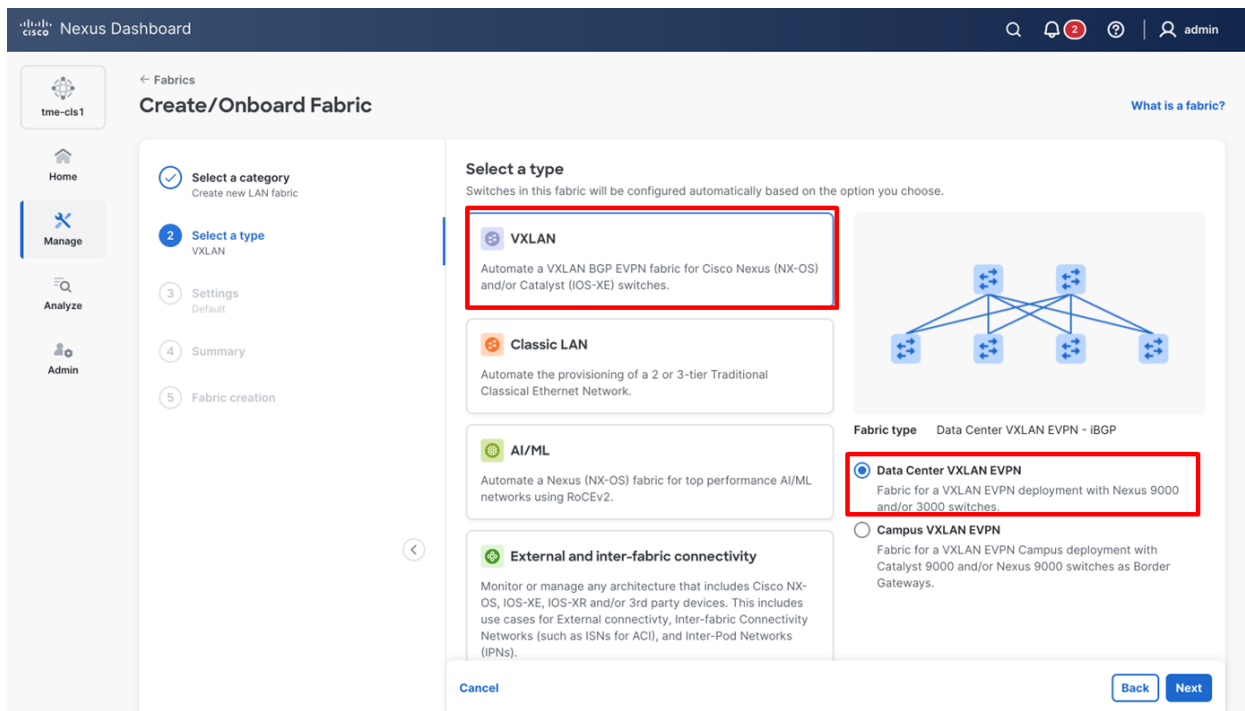 cisco Nexus Dashboard
2
admin
tme-cls1
Home
Manage
Analyze
Admin
← Fabrics
Create/Onboard Fabric
What is a fabric?
Select a category
Create new LAN fabric
2 Select a type
VXLAN
3 Settings
Default
4 Summary
5 Fabric creation
Select a type
Switches in this fabric will be configured automatically based on the option you choose.
VXLAN
Automate a VXLAN BGP EVPN fabric for Cisco Nexus (NX-OS)
and/or Catalyst (IOS-XE) switches.
Classic LAN
Automate the provisioning of a 2 or 3-tier Traditional
Classical Ethernet Network.
AI/ML
Automate a Nexus (NX-OS) fabric for top performance AI/ML
networks using RoCEv2.
External and inter-fabric connectivity
Monitor or manage any architecture that includes Cisco NX-
OS, IOS-XE, IOS-XR and/or 3rd party devices. This includes
use cases for External connectivty, Inter-fabric Connectivity
Networks (such as ISNs for ACI), and Inter-Pod Networks
(IPNs).
Fabric type Data Center VXLAN EVPN - iBGP
Data Center VXLAN EVPN
Fabric for a VXLAN EVPN deployment with Nexus 9000
and/or 3000 switches.
Campus VXLAN EVPN
Fabric for a VXLAN EVPN Campus deployment with
Catalyst 9000 and/or Nexus 9000 switches as Border
Gateways.
Cancel
Back
Next